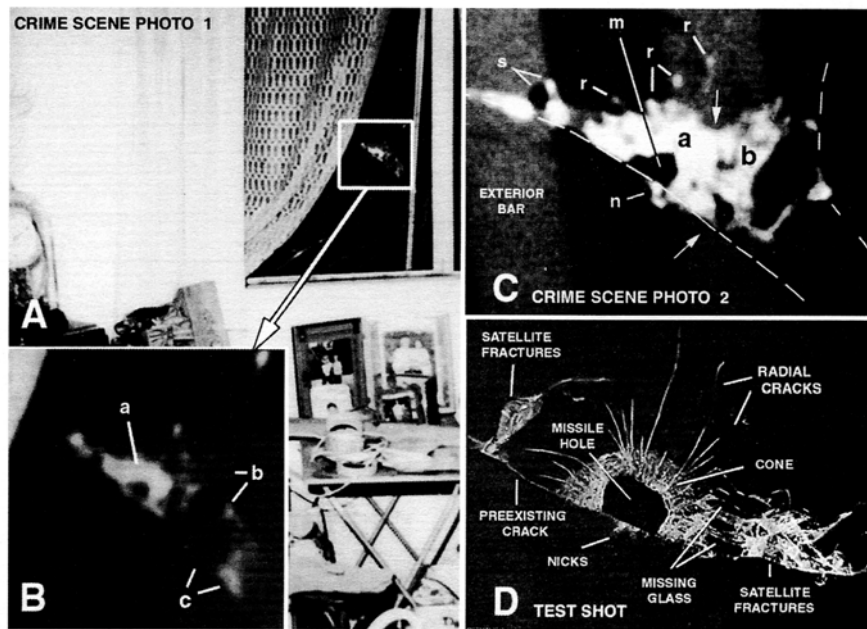 CRIME SCENE PHOTO 1
A
a
b
c
B
m
r
r
r
s
a
b
EXTERIOR
BAR
n
C CRIME SCENE PHOTO 2
SATELLITE
FRACTURES
RADIAL
CRACKS
MISSILE
HOLE
CONE
PREEXISTING
CRACK
NICKS
MISSING
GLASS
SATELLITE
FRACTURES
D TEST SHOT